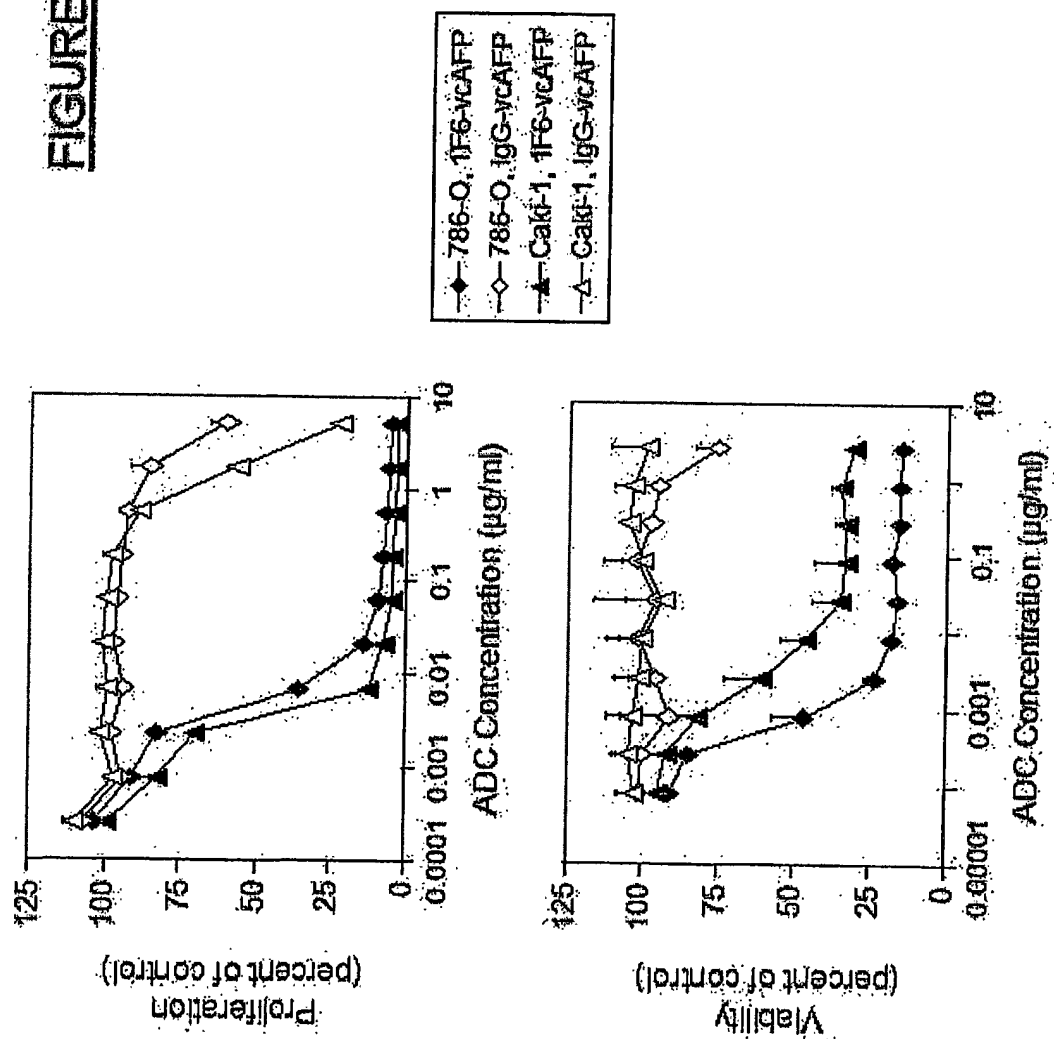 FIGURE
786-O, 1F6-vcAFP
786-O, IgG-vcAFP
Caki-1, 1F6-vcAFP
Caki-1, IgG-vcAFP
Proliferation
(percent of control)
125
100
75
50
25
0
0.0001 0.001 0.01 0.1 1 10
ADC Concentration (µg/ml)
Viability
(percent of control)
125
100
75
50
25
0
0.00001 0.001 0.1 10
ADC Concentration (µg/ml)